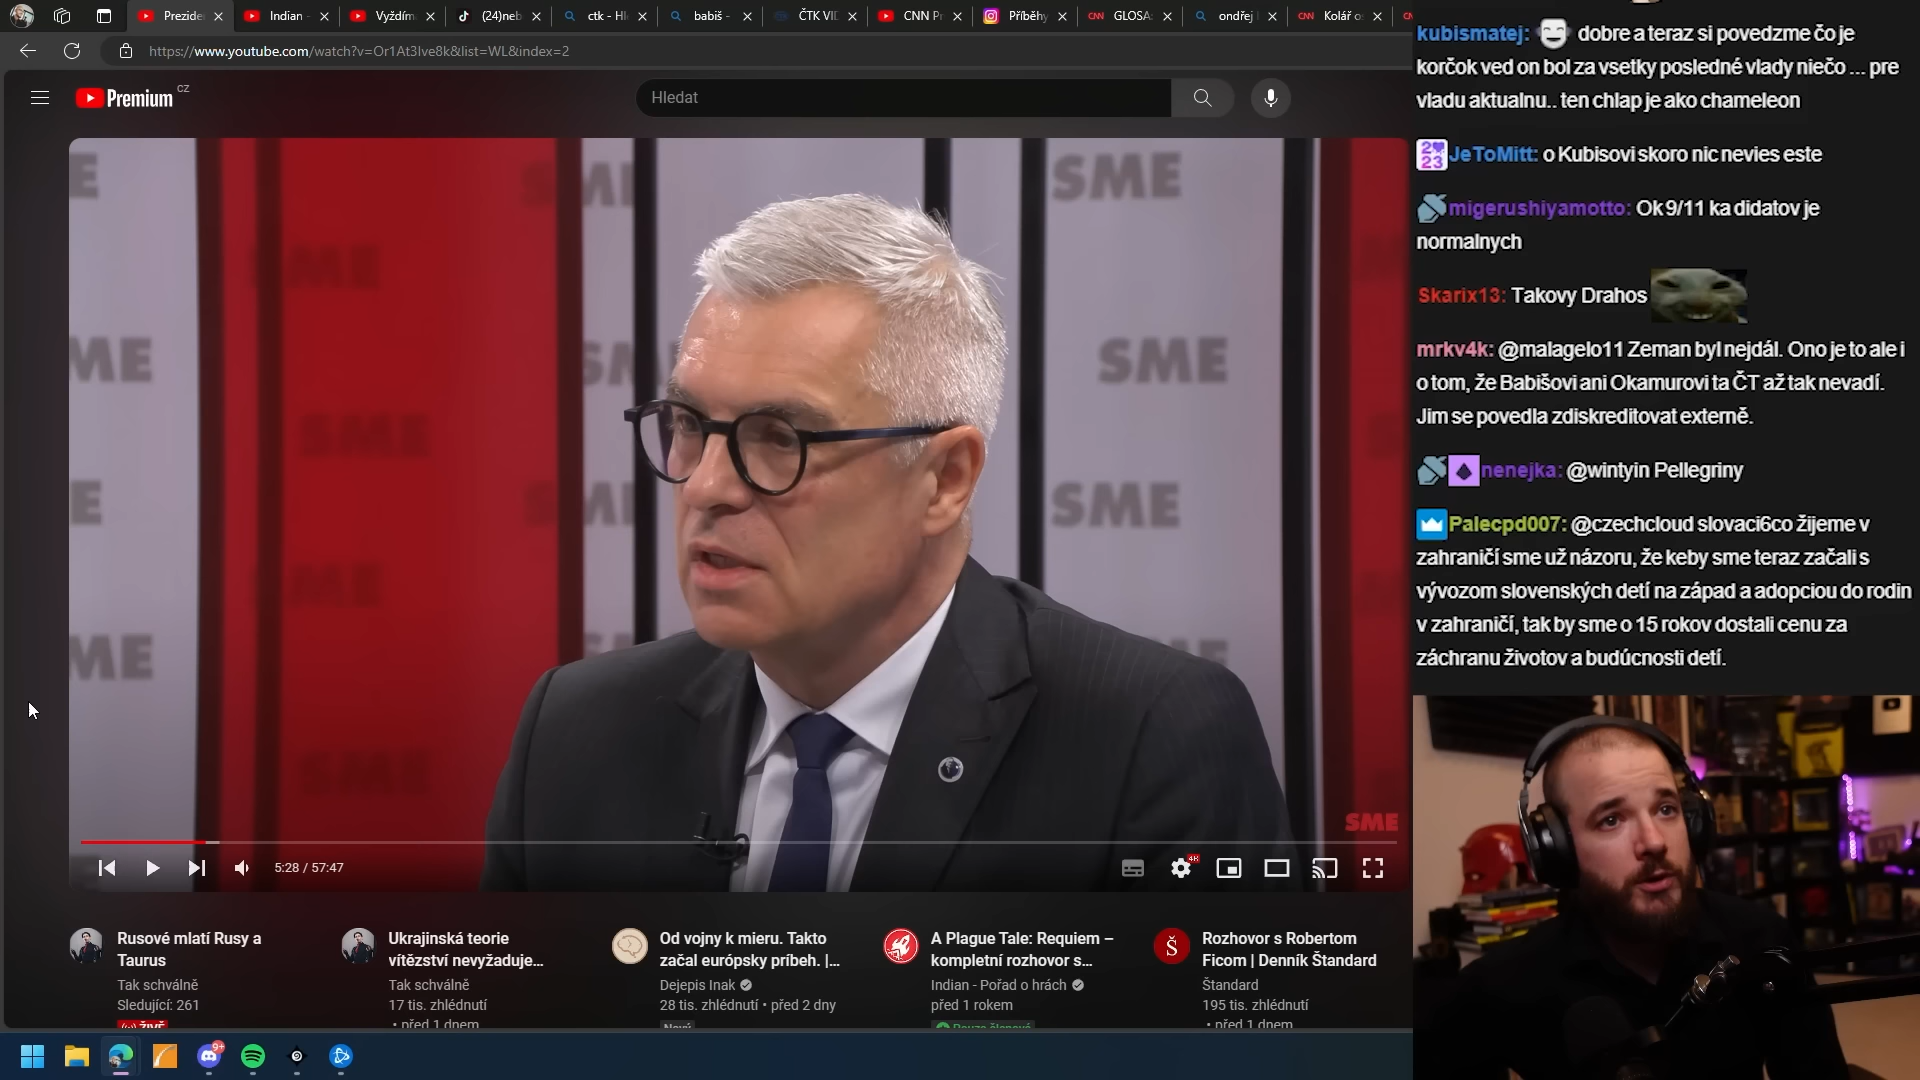 Prezide
Indian -
Vyždím
(24)neb
ctk - Hl
babiš -
ČTK VI
CNN P
Příběhy
GLOSA
ondřej
Kolář o
https://www.youtube.com/watch?v=Or1At3Ive8k&list=WL&index=2
Premium CZ
Hledat
SME
SME
SME
SME
SME
5:28 / 57:47
4K
Rusové mlatí Rusy a
Taurus
Tak schválně
Sledující: 261
ŽIVĚ
Ukrajinská teorie
vítězství nevyžaduje...
Tak schválně
17 tis. zhlédnutí
• před 1 dnem
Od vojny k mieru. Takto
začal európsky príbeh. |...
Dejepis Inak
28 tis. zhlédnutí • před 2 dny
Nový
A Plague Tale: Requiem –
kompletní rozhovor s...
Indian - Pořad o hrách
před 1 rokem
Pouze členové
Š
Rozhovor s Robertom
Ficom | Denník Štandard
Štandard
195 tis. zhlédnutí
• před 1 dnem
9+
kubismatej: dobre a teraz si povedzme čo je
korčok ved on bol za vsetky posledné vlady niečo ... pre
vladu aktualnu.. ten chlap je ako chameleon
JeToMitt: o Kubisovi skoro nic nevies este
migerushiyamotto: Ok 9/11 ka didatov je
normalnych
Skarix13: Takovy Drahos
mrkv4k: @malagelo11 Zeman byl nejdál. Ono je to ale i
o tom, že Babišovi ani Okamurovi ta ČT až tak nevadí.
Jim se povedla zdiskreditovat externě.
nenejka: @wintyin Pellegriny
Palecpd007: @czechcloud slovaci6co žijeme v
zahraničí sme už názoru, že keby sme teraz začali s
vývozom slovenských detí na západ a adopciou do rodin
v zahraničí, tak by sme o 15 rokov dostali cenu za
záchranu životov a budúcnosti detí.